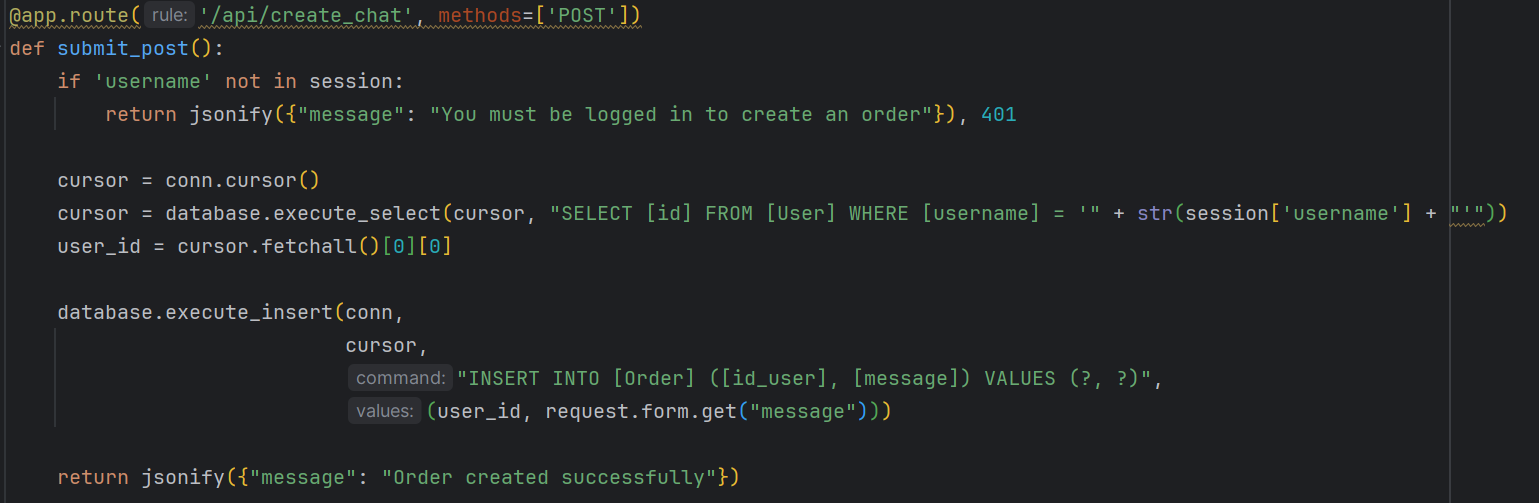 @app.route( rule: '/api/create_chat', methods=['POST'])
def submit_post():
    if 'username' not in session:
        return jsonify({"message": "You must be logged in to create an order"}), 401

    cursor = conn.cursor()
    cursor = database.execute_select(cursor, "SELECT [id] FROM [User] WHERE [username] = '" + str(session['username'] + "'"))
    user_id = cursor.fetchall()[0][0]

    database.execute_insert(conn,
                            cursor,
                            command: "INSERT INTO [Order] ([id_user], [message]) VALUES (?, ?)",
                            values: (user_id, request.form.get("message")))

    return jsonify({"message": "Order created successfully"})